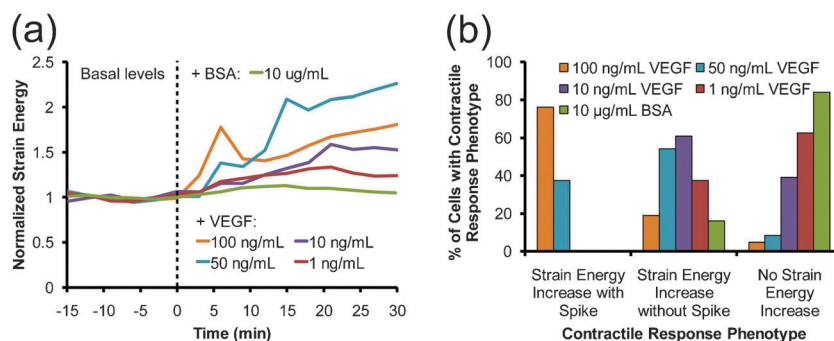 (a)
Normalized Strain Energy
2.5
2
1.5
1
0.5
0
Basal levels
+ BSA: 10 ug/mL
+ VEGF:
100 ng/mL 10 ng/mL
50 ng/mL 1 ng/mL
-15 -10 -5 0 5 10 15 20 25 30
Time (min)
(b)
% of Cells with Contractile
Response Phenotype
100
80
60
40
20
0
100 ng/mL VEGF 50 ng/mL VEGF
10 ng/mL VEGF 1 ng/mL VEGF
10 µg/mL BSA
Strain Energy Strain Energy No Strain
Increase with Increase Energy
Spike without Spike Increase
Contractile Response Phenotype